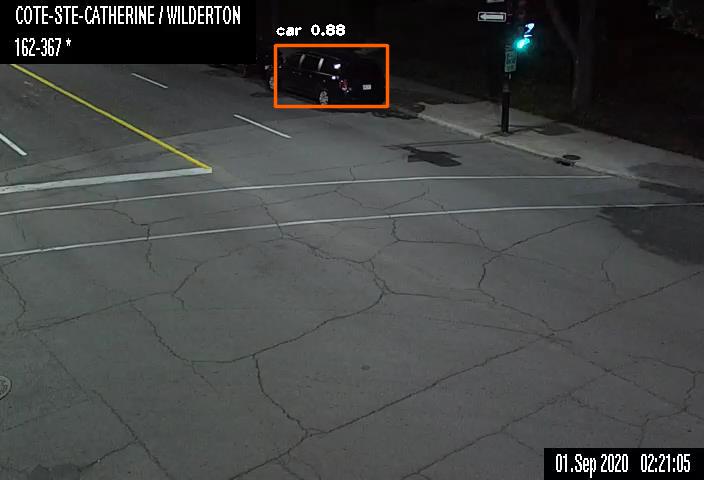 COTE-STE-CATHERINE / WILDERTON
162-367 *
car 0.88
01.Sep 2020 02:21:05